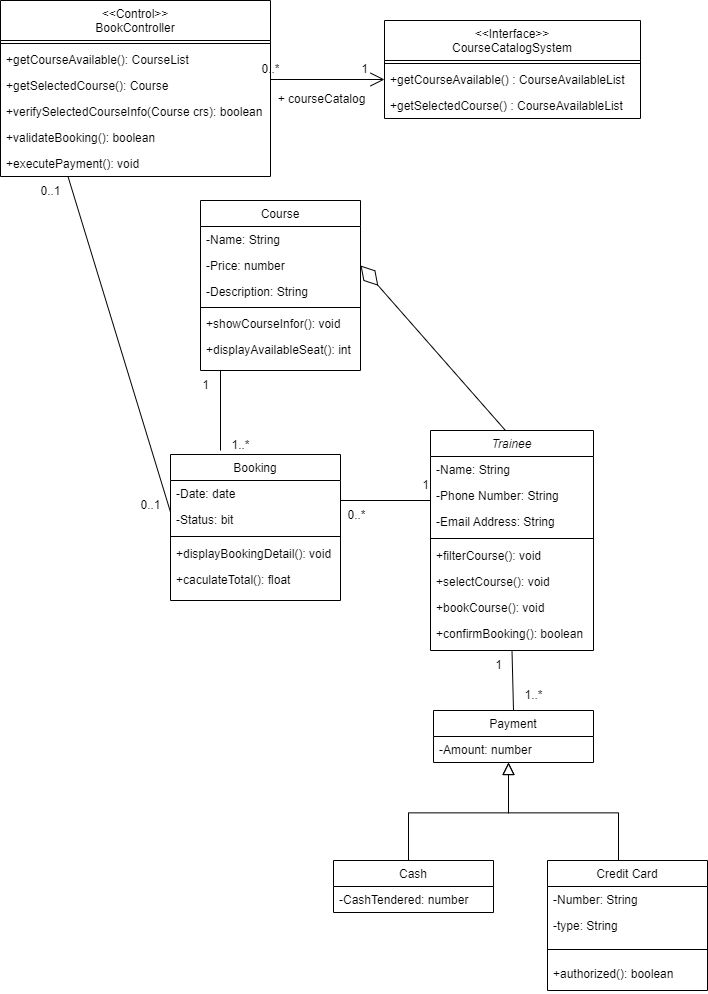 <<Control>>
BookController
+getCourseAvailable(): CourseList
+getSelectedCourse(): Course
+verifySelectedCourseInfo(Course crs): boolean
+validateBooking(): boolean
+executePayment(): void
0..*
1
+ courseCatalog
<<Interface>>
CourseCatalogSystem
+getCourseAvailable() : CourseAvailableList
+getSelectedCourse() : CourseAvailableList
0..1
Course
-Name: String
-Price: number
-Description: String
+showCourseInfor(): void
+displayAvailableSeat(): int
1
1..*
0..1
Booking
-Date: date
-Status: bit
+displayBookingDetail(): void
+caculateTotal(): float
1
0..*
Trainee
-Name: String
-Phone Number: String
-Email Address: String
+filterCourse(): void
+selectCourse(): void
+bookCourse(): void
+confirmBooking(): boolean
1
1..*
Payment
-Amount: number
Cash
-CashTendered: number
Credit Card
-Number: String
-type: String
+authorized(): boolean